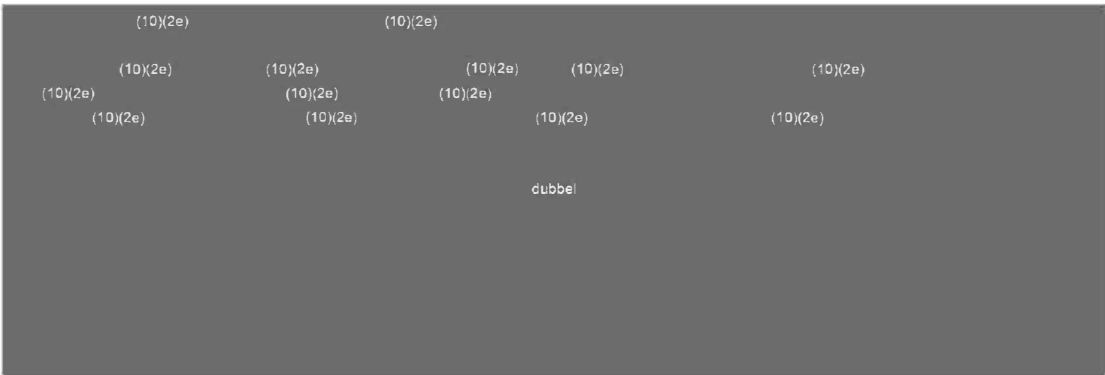 (10)(2e) (10)(2e)
(10)(2e) (10)(2e) (10)(2e) (10)(2e) (10)(2e)
(10)(2e) (10)(2e) (10)(2e)
(10)(2e) (10)(2e) (10)(2e) (10)(2e)
dubbel